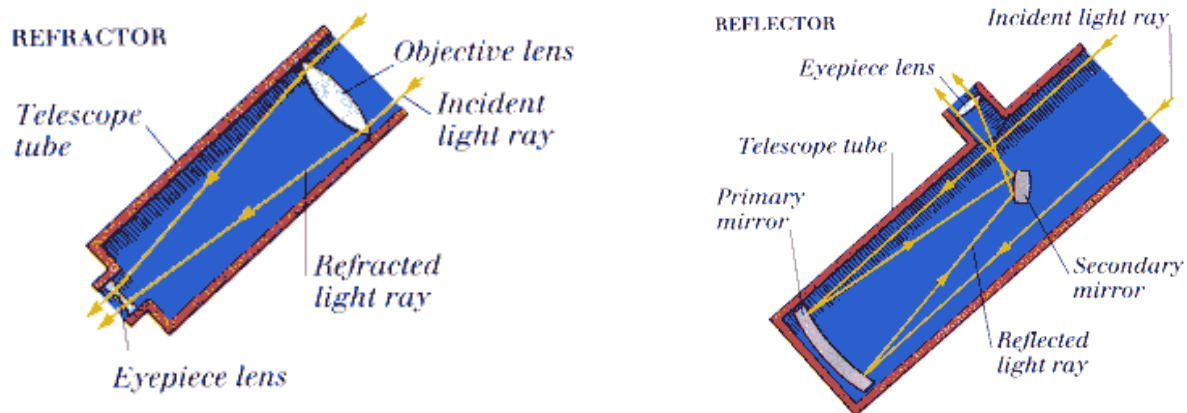 REFRACTOR
Objective lens
Incident
light ray
Telescope
tube
Refracted
light ray
Eyepiece lens
REFLECTOR
Incident light ray
Eyepiece lens
Telescope tube
Primary
mirror
Secondary
mirror
Reflected
light ray